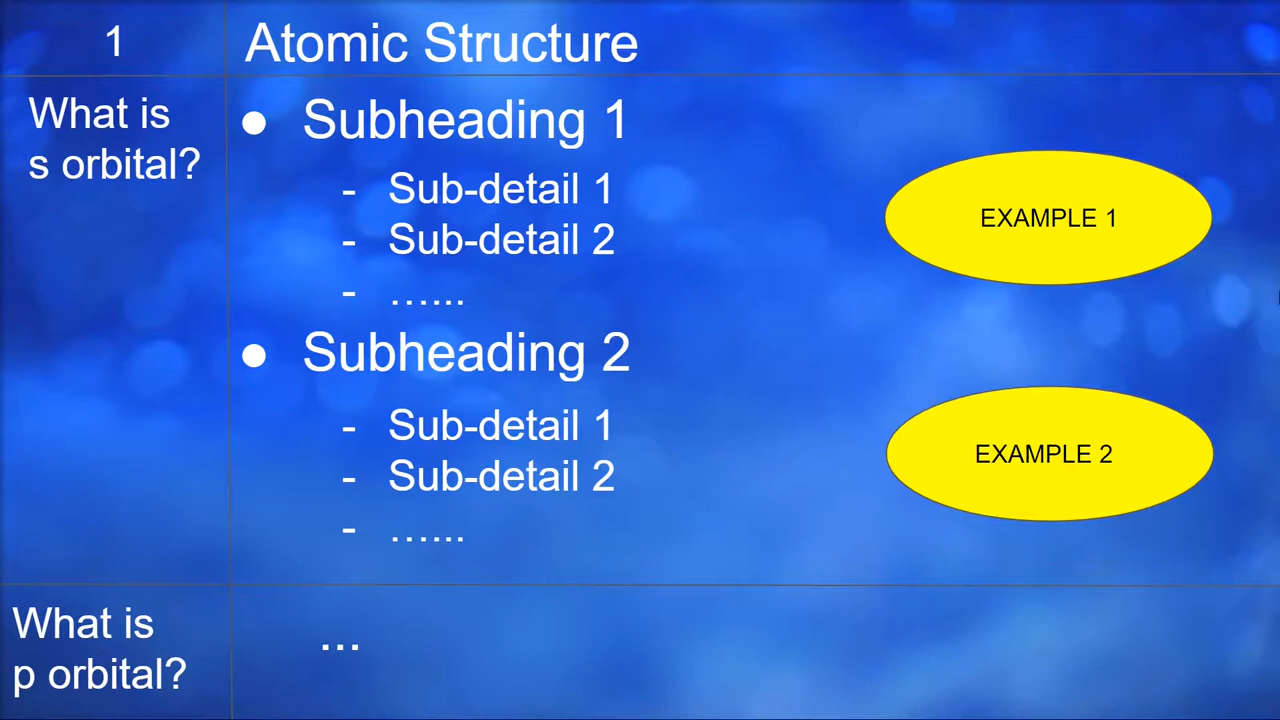 1
Atomic Structure
What is
s orbital?
● Subheading 1
- Sub-detail 1
- Sub-detail 2
- …...
EXAMPLE 1
● Subheading 2
- Sub-detail 1
- Sub-detail 2
- …...
EXAMPLE 2
What is
p orbital?
...